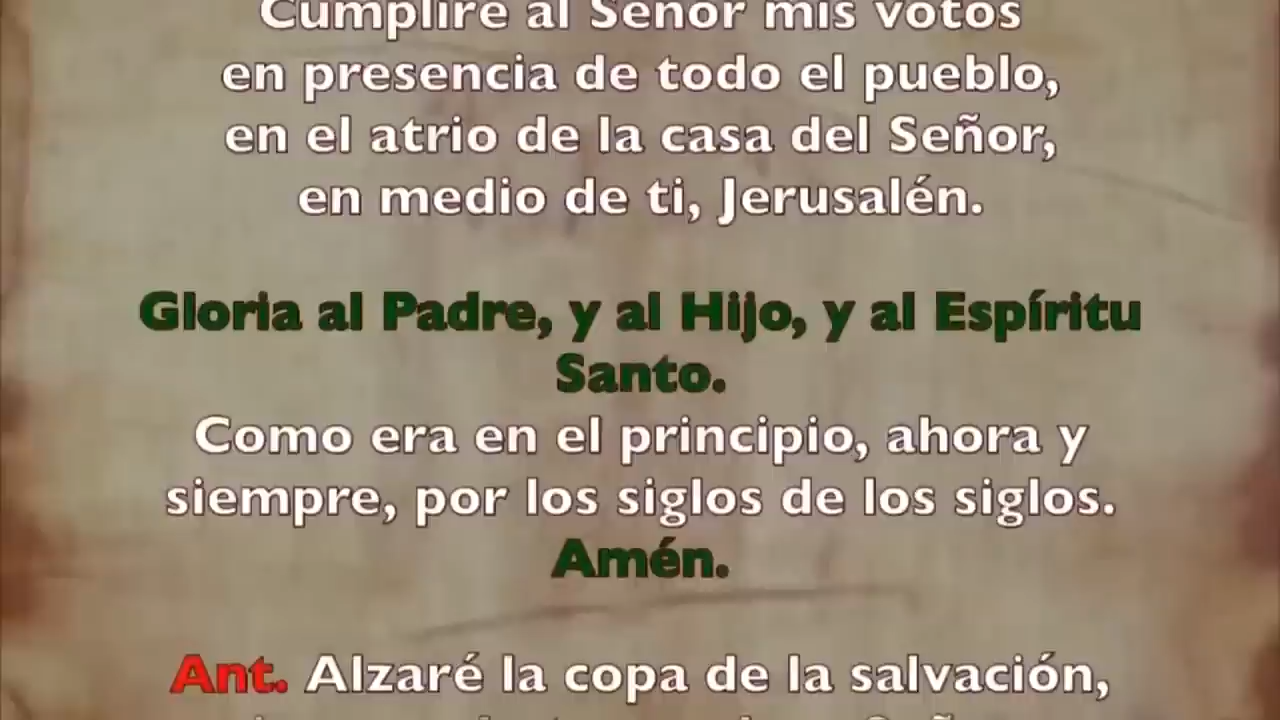 Cumpliré al Señor mis votos
en presencia de todo el pueblo,
en el atrio de la casa del Señor,
en medio de ti, Jerusalén.
Gloria al Padre, y al Hijo, y al Espíritu
Santo.
Como era en el principio, ahora y
siempre, por los siglos de los siglos.
Amén.
Ant. Alzaré la copa de la salvación,